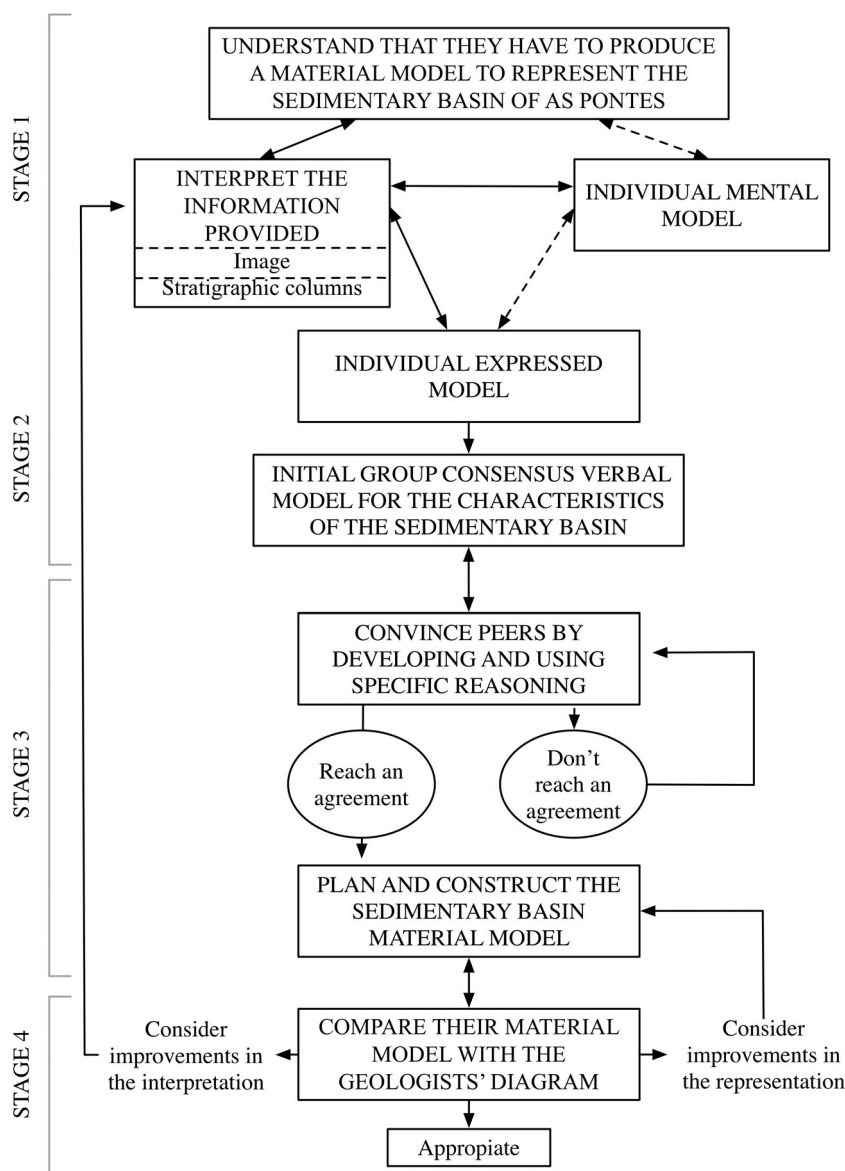 STAGE 1
UNDERSTAND THAT THEY HAVE TO PRODUCE
A MATERIAL MODEL TO REPRESENT THE
SEDIMENTARY BASIN OF AS PONTES
INTERPRET THE
INFORMATION
PROVIDED
Image
Stratigraphic columns
INDIVIDUAL MENTAL
MODEL
STAGE 2
INDIVIDUAL EXPRESSED
MODEL
INITIAL GROUP CONSENSUS VERBAL
MODEL FOR THE CHARACTERISTICS
OF THE SEDIMENTARY BASIN
STAGE 3
CONVINCE PEERS BY
DEVELOPING AND USING
SPECIFIC REASONING
Reach an
agreement
Don't
reach an
agreement
PLAN AND CONSTRUCT THE
SEDIMENTARY BASIN
MATERIAL MODEL
STAGE 4
Consider
improvements in
the interpretation
COMPARE THEIR MATERIAL
MODEL WITH THE
GEOLOGISTS' DIAGRAM
Consider
improvements in
the representation
Appropiate